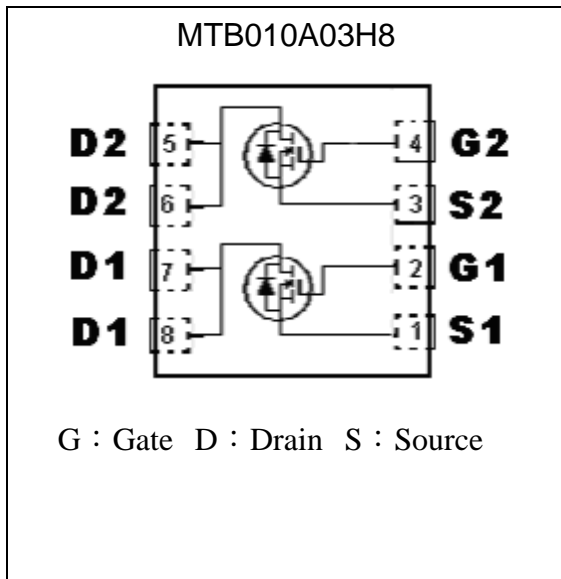 MTB010A03H8
D2 5 4 G2
D2 6 3 S2
D1 7 2 G1
D1 8 1 S1
G：Gate D：Drain S：Source